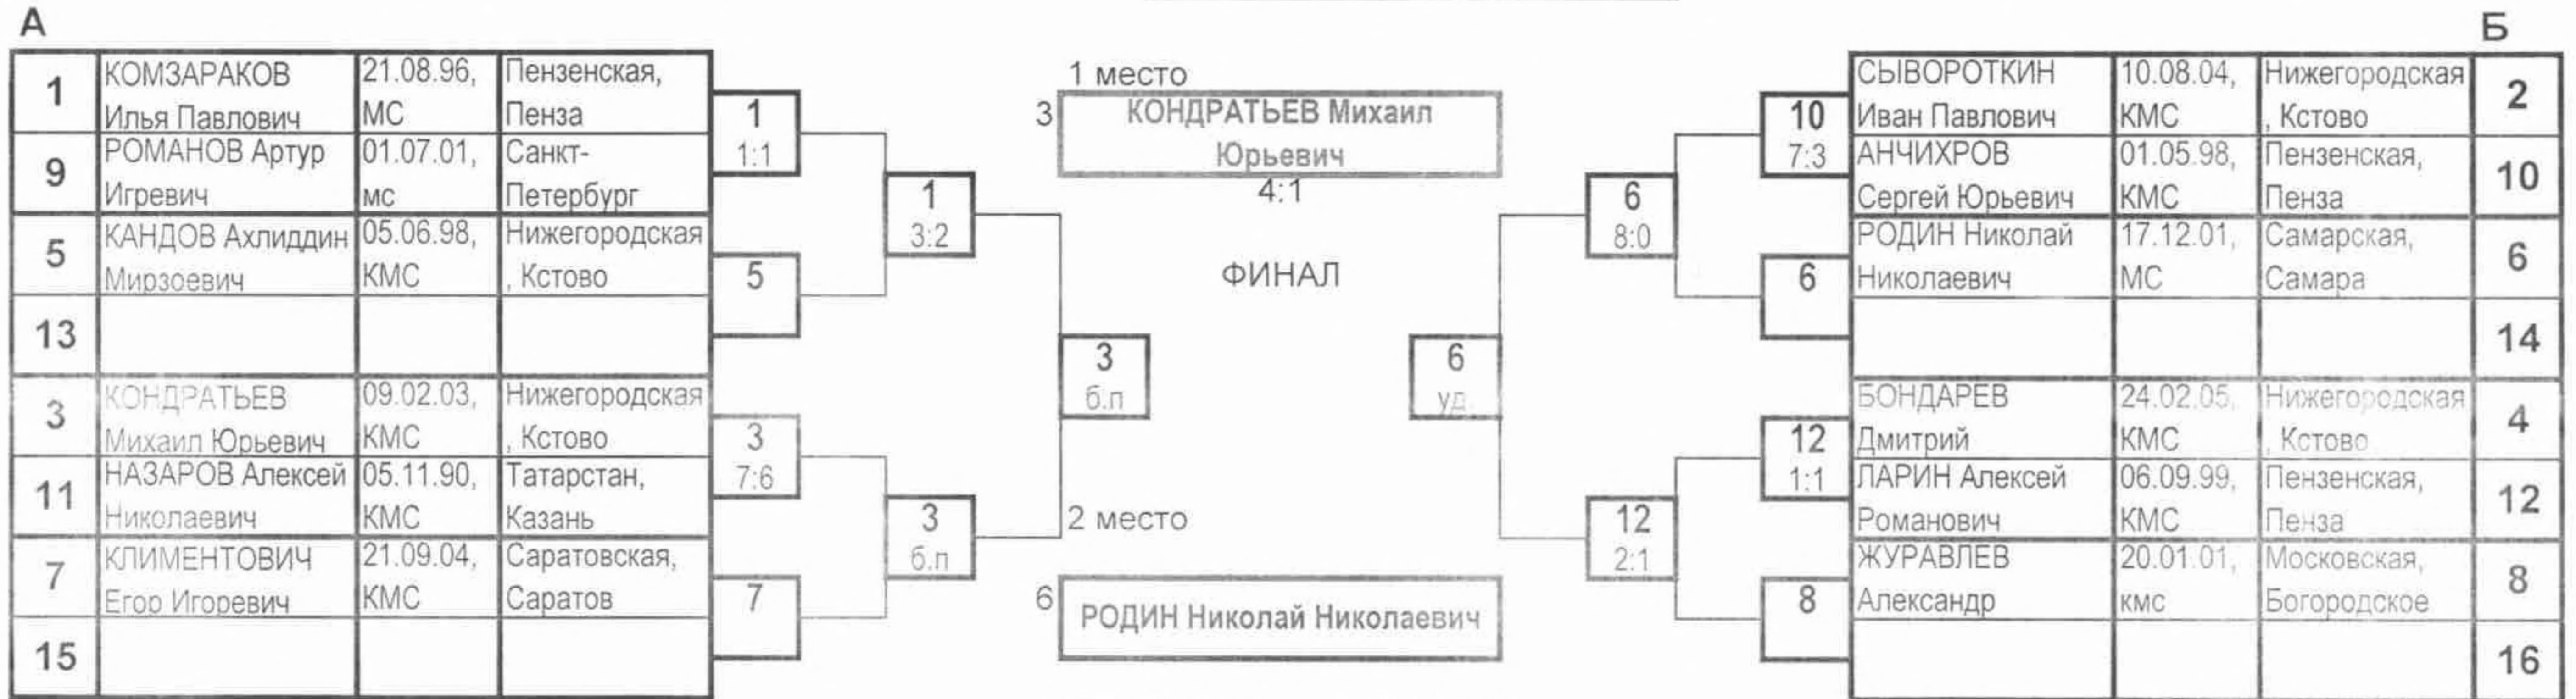 А
1 КОМЗАРАКОВ 21.08.96, Пензенская,
Илья Павлович МС Пенза
9 РОМАНОВ Артур 01.07.01, Санкт-
Игревич мс Петербург
5 КАНДОВ Ахлиддин 05.06.98, Нижегородская
Мирзоевич КМС , Кстово
13
3 КОНДРАТЬЕВ 09.02.03, Нижегородская
Михаил Юрьевич КМС , Кстово
11 НАЗАРОВ Алексей 05.11.90, Татарстан,
Николаевич КМС Казань
7 КЛИМЕНТОВИЧ 21.09.04, Саратовская,
Егор Игоревич КМС Саратов
15
1
1:1
5
3
7:6
7
1
3:2
3
б.п
3
б.п
1 место
3 КОНДРАТЬЕВ Михаил
Юрьевич
4:1
ФИНАЛ
2 место
6 РОДИН Николай Николаевич
6
уд.
6
8:0
12
2:1
10
7:3
6
12
1:1
8
Б
СЫВОРОТКИН 10.08.04, Нижегородская 2
Иван Павлович КМС , Кстово
АНЧИХРОВ 01.05.98, Пензенская, 10
Сергей Юрьевич КМС Пенза
РОДИН Николай 17.12.01, Самарская, 6
Николаевич МС Самара
14
БОНДАРЕВ 24.02.05, Нижегородская 4
Дмитрий КМС , Кстово
ЛАРИН Алексей 06.09.99, Пензенская, 12
Романович КМС Пенза
ЖУРАВЛЕВ 20.01.01, Московская, 8
Александр кмс Богородское
16